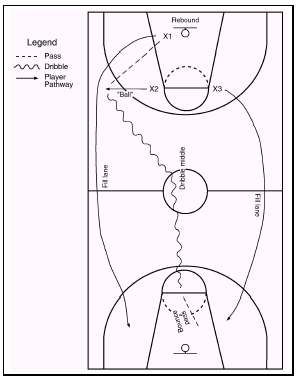 Legend
Pass
Dribble
Player
Pathway
Rebound
X1
X2
X3
"Ball"
Fill lane
Dribble middle
Fill lane
Bounce
pass